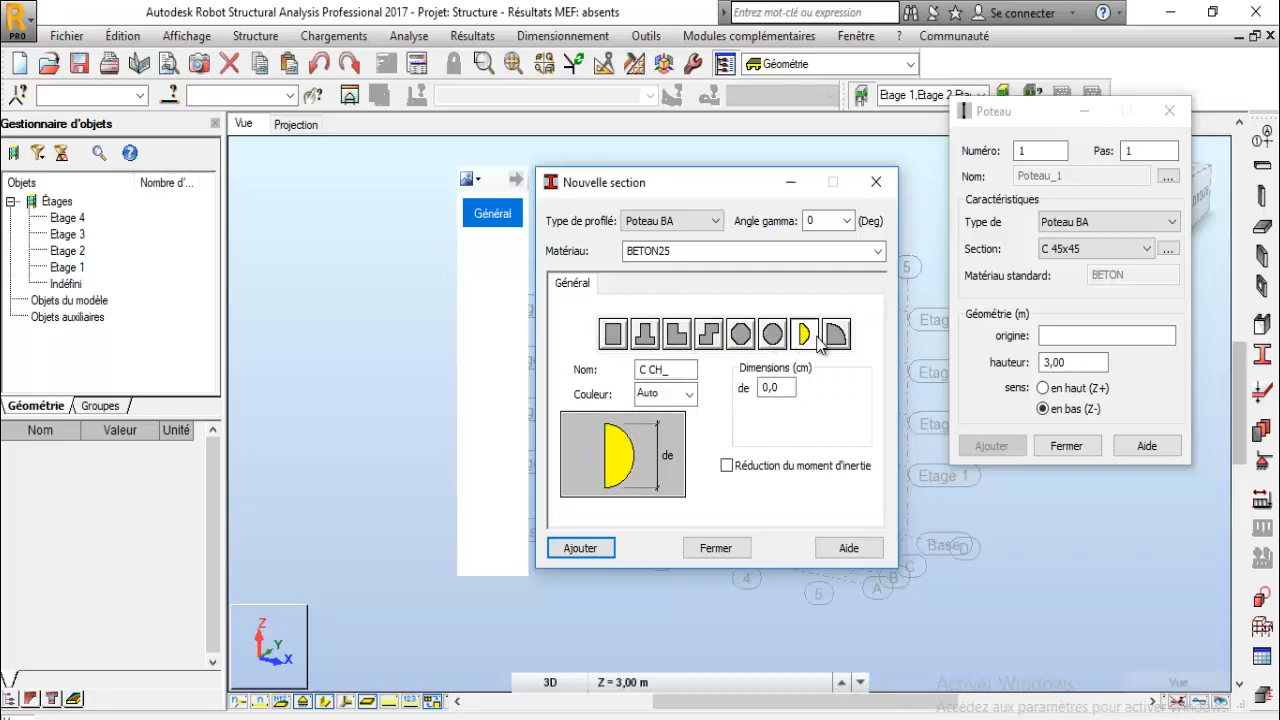 Autodesk Robot Structural Analysis Professional 2017 - Projet: Structure - Résultats MEF: absents
Entrez mot-clé ou expression
Se connecter
PRO
Fichier Édition Affichage Structure Chargements Analyse Résultats Dimensionnement Outils Modules complémentaires Fenêtre ? Communauté
Géométrie
Etage 1,Etage 2,Eta
Gestionnaire d'objets
Vue Projection
Objets Nombre d'...
Étages
Etage 4
Etage 3
Etage 2
Etage 1
Indéfini
Objets du modèle
Objets auxiliaires
Géométrie Groupes
Nom Valeur Unité
Général
Nouvelle section
Type de profilé: Poteau BA Angle gamma: 0 (Deg)
Matériau: BETON25
Général
Nom: C CH_
Couleur: Auto
Dimensions (cm)
de 0,0
de
Réduction du moment d'inertie
Ajouter Fermer Aide
Poteau
Numéro: 1 Pas: 1
Nom: Poteau_1 ...
Caractéristiques
Type de Poteau BA
Section: C 45x45 ...
Matériau standard: BETON
Géométrie (m)
origine:
hauteur: 3,00
sens: en haut (Z+)
en bas (Z-)
Ajouter Fermer Aide
5
Etage 1
Base D
C
B
A
4
5
Z
Y
X
3D Z = 3,00 m
Vue
Activer Windows
Accédez aux paramètres pour activer Windows.